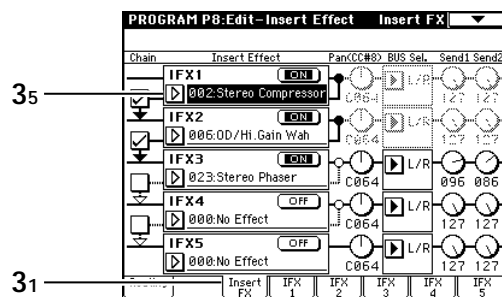 PROGRAM P8:Edit-Insert Effect Insert FX
Chain Insert Effect Pan(CC#8) BUS Sel. Send1 Send2
IFX1 ON
35 002:Stereo Compressor C064 L/R 127 127
IFX2 ON
006:OD/Hi.Gain Wah C064 L/R 127 127
IFX3 ON
023:Stereo Phaser C064 L/R 096 086
IFX4 OFF
000:No Effect C064 L/R 127 127
IFX5 OFF
000:No Effect C064 L/R 127 127
31 Insert FX IFX 1 IFX 2 IFX 3 IFX 4 IFX 5